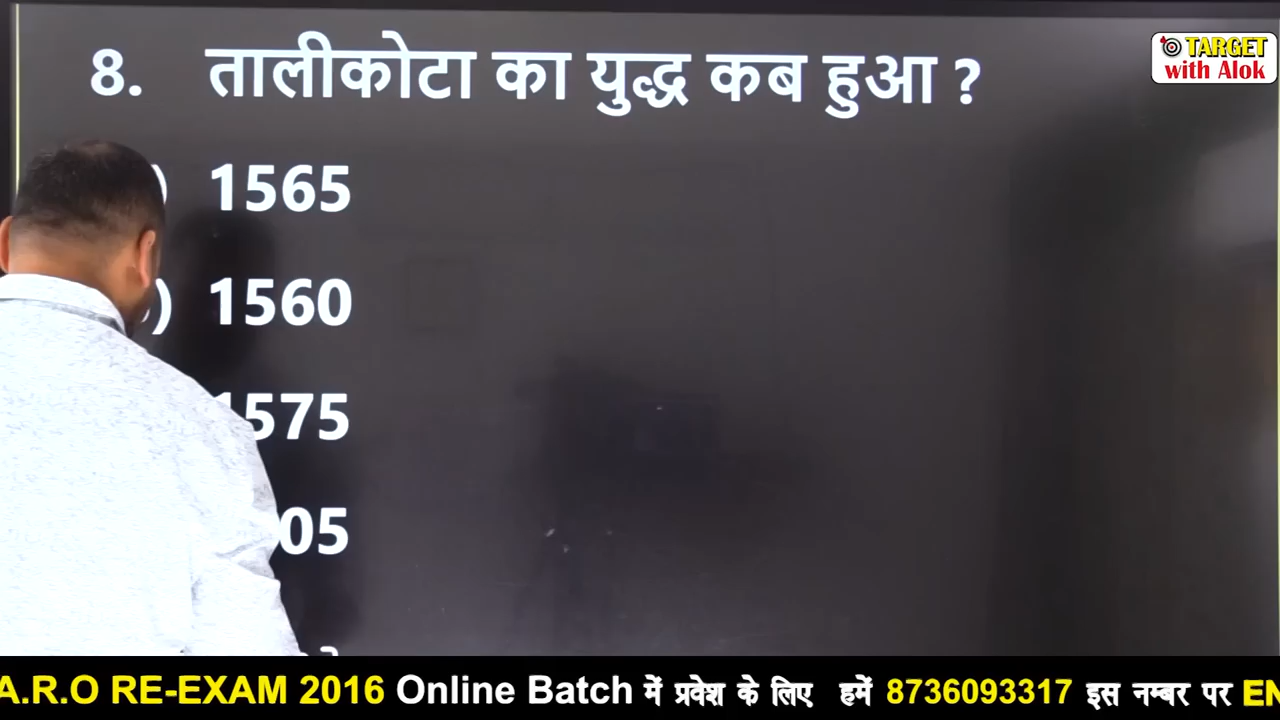 8. तालीकोटा का युद्ध कब हुआ ?
TARGET
with Alok
) 1565
) 1560
1575
05
A.R.O RE-EXAM 2016 Online Batch में प्रवेश के लिए हमें 8736093317 इस नम्बर पर EN